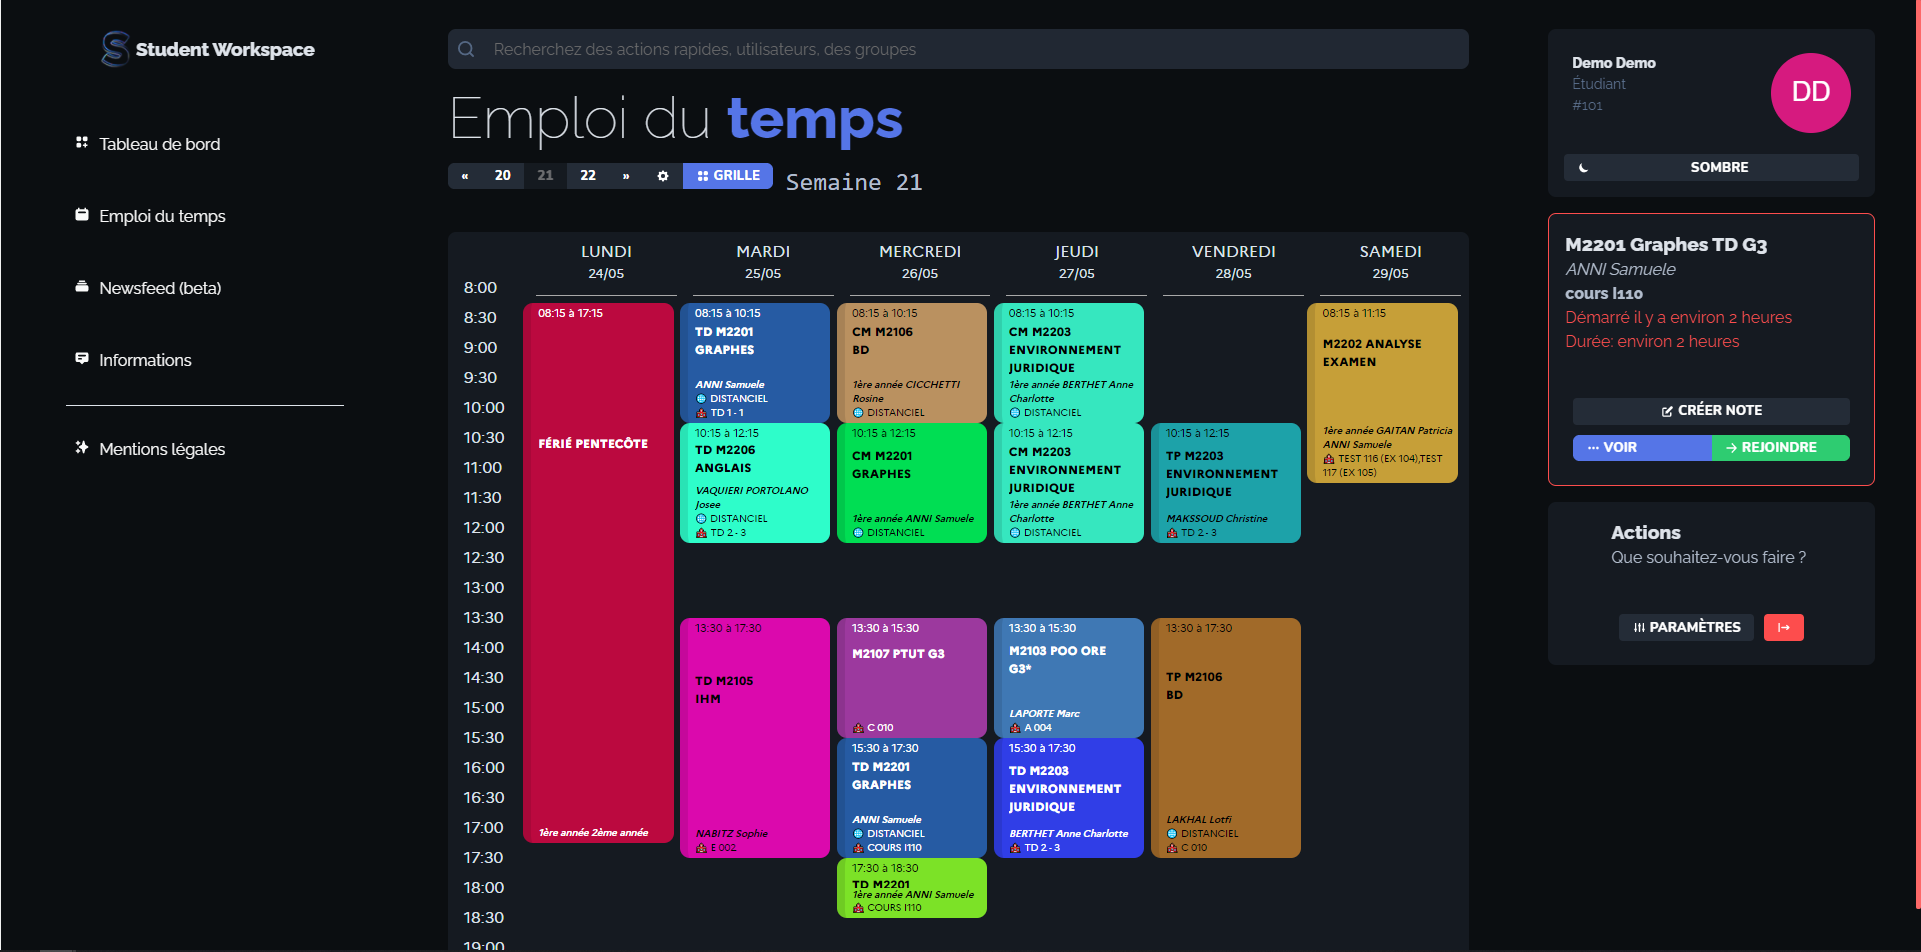 Student Workspace
Tableau de bord
Emploi du temps
Newsfeed (beta)
Informations
Mentions légales
Recherchez des actions rapides, utilisateurs, des groupes
Emploi du temps
« 20 21 22 » GRILLE Semaine 21
LUNDI MARDI MERCREDI JEUDI VENDREDI SAMEDI
24/05 25/05 26/05 27/05 28/05 29/05
8:00
8:30
9:00
9:30
10:00
10:30
11:00
11:30
12:00
12:30
13:00
13:30
14:00
14:30
15:00
15:30
16:00
16:30
17:00
17:30
18:00
18:30
19:00
08:15 à 17:15
FÉRIÉ PENTECÔTE
1ère année 2ème année
08:15 à 10:15
TD M2201
GRAPHES
ANNI Samuele
DISTANCIEL
TD 1 - 1
10:15 à 12:15
TD M2206
ANGLAIS
VAQUIERI PORTOLANO
Josee
DISTANCIEL
TD 2 - 3
13:30 à 17:30
TD M2105
IHM
NABITZ Sophie
E 002
08:15 à 10:15
CM M2106
BD
1ère année CICCHETTI
Rosine
DISTANCIEL
10:15 à 12:15
CM M2201
GRAPHES
1ère année ANNI Samuele
DISTANCIEL
13:30 à 15:30
M2107 PTUT G3
C 010
15:30 à 17:30
TD M2201
GRAPHES
ANNI Samuele
DISTANCIEL
COURS I110
17:30 à 18:30
TD M2201
1ère année ANNI Samuele
COURS I110
08:15 à 10:15
CM M2203
ENVIRONNEMENT
JURIDIQUE
1ère année BERTHET Anne
Charlotte
DISTANCIEL
10:15 à 12:15
CM M2203
ENVIRONNEMENT
JURIDIQUE
1ère année BERTHET Anne
Charlotte
DISTANCIEL
13:30 à 15:30
M2103 POO ORE
G3*
LAPORTE Marc
A 004
15:30 à 17:30
TD M2203
ENVIRONNEMENT
JURIDIQUE
BERTHET Anne Charlotte
TD 2 - 3
10:15 à 12:15
TP M2203
ENVIRONNEMENT
JURIDIQUE
MAKSSOUD Christine
TD 2 - 3
13:30 à 17:30
TP M2106
BD
LAKHAL Lotfi
DISTANCIEL
C 010
08:15 à 11:15
M2202 ANALYSE
EXAMEN
1ère année GAITAN Patricia
ANNI Samuele
TEST 116 (EX 104),TEST
117 (EX 105)
Demo Demo
Étudiant
#101
DD
SOMBRE
M2201 Graphes TD G3
ANNI Samuele
cours I110
Démarré il y a environ 2 heures
Durée: environ 2 heures
CRÉER NOTE
VOIR REJOINDRE
Actions
Que souhaitez-vous faire ?
PARAMÈTRES